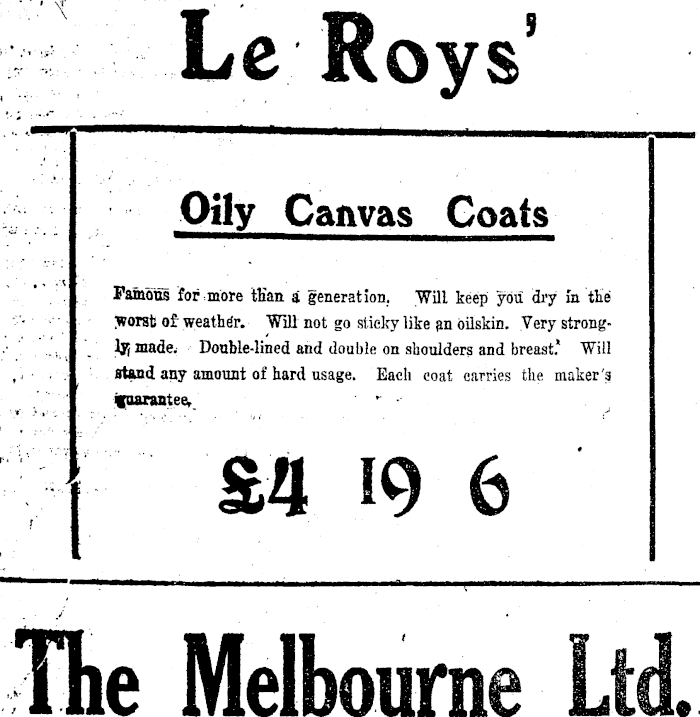 Le Roys'
Oily Canvas Coats
Famous for more than a generation. Will keep you dry in the
worst of weather. Will not go sticky like an oilskin. Very strong-
ly made. Double-lined and double on shoulders and breast. Will
stand any amount of hard usage. Each coat carries the maker's
guarantee.
£4 19 6
The Melbourne Ltd.